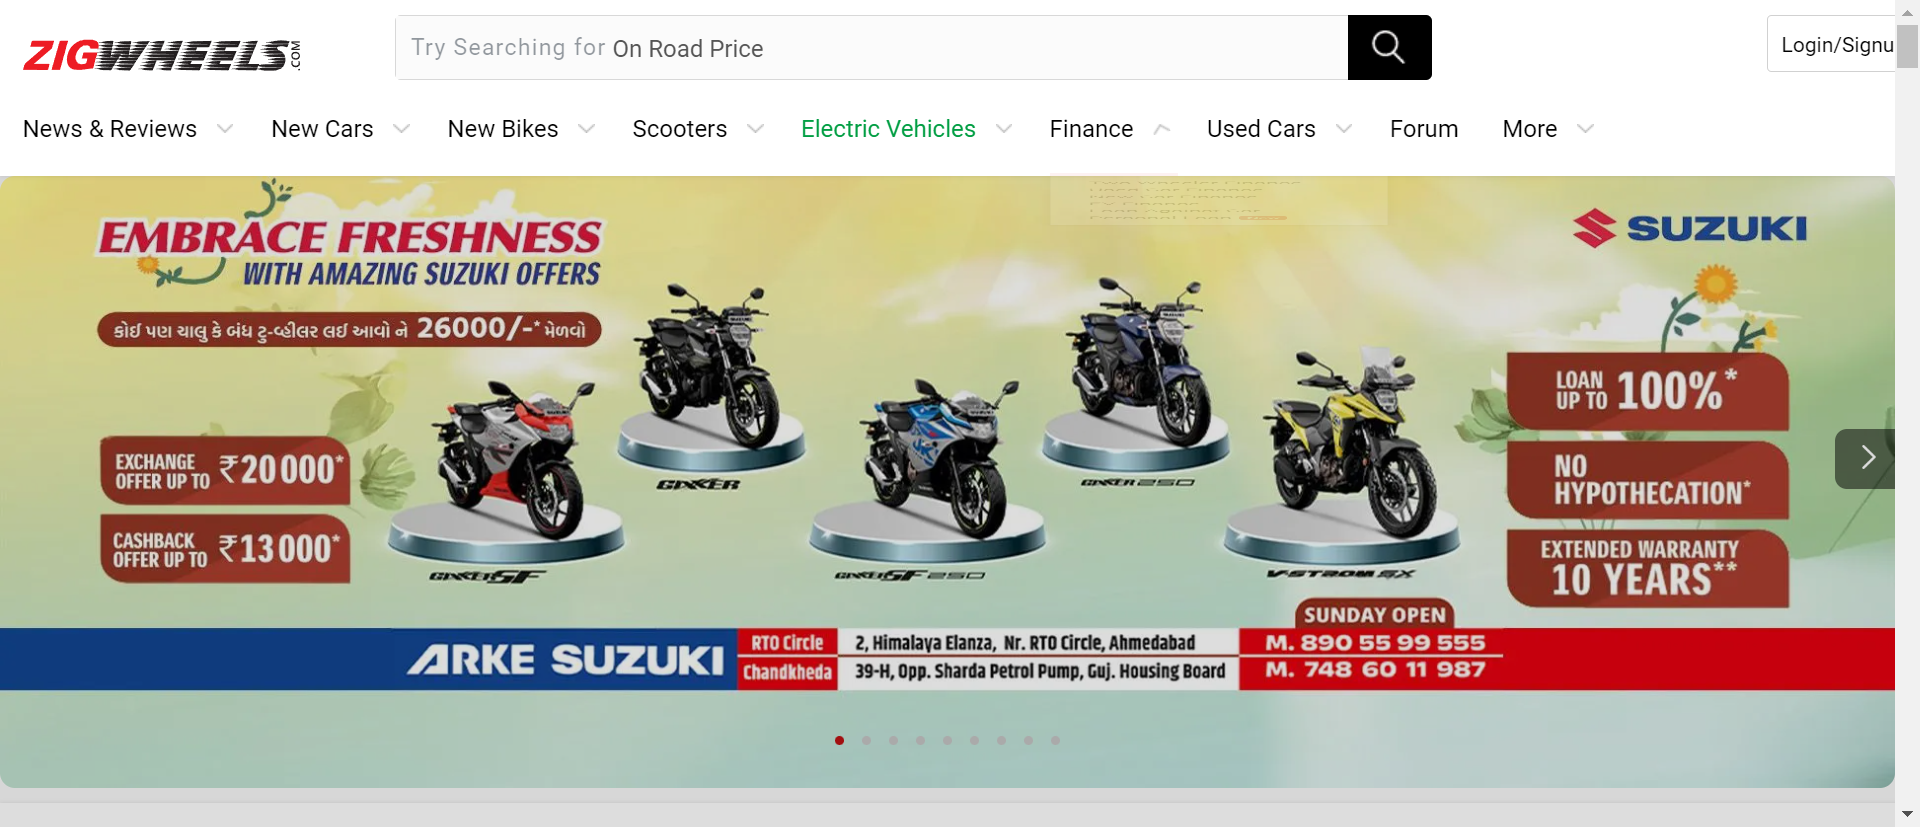 ZIGWHEELS.COM
Try Searching for On Road Price
Login/Signu
News & Reviews
New Cars
New Bikes
Scooters
Electric Vehicles
Finance
Used Cars
Forum
More
EMBRACE FRESHNESS
WITH AMAZING SUZUKI OFFERS
કોઈ પણ ચાલુ કે બંધ ટુ-વ્હીલર લઈ આવો ને 26000/-* મેળવો
EXCHANGE
OFFER UP TO ₹20000*
CASHBACK
OFFER UP TO ₹13000*
SUZUKI
SUZUKI
GIXXER
GIXXER 250
GIXXER SF
GIXXER SF 250
V-STROM SX
SUZUKI
LOAN
UP TO 100%*
NO
HYPOTHECATION*
EXTENDED WARRANTY
10 YEARS**
SUNDAY OPEN
ARKE SUZUKI
RTO Circle 2, Himalaya Elanza, Nr. RTO Circle, Ahmedabad M. 890 55 99 555
Chandkheda 39-H, Opp. Sharda Petrol Pump, Guj. Housing Board M. 748 60 11 987